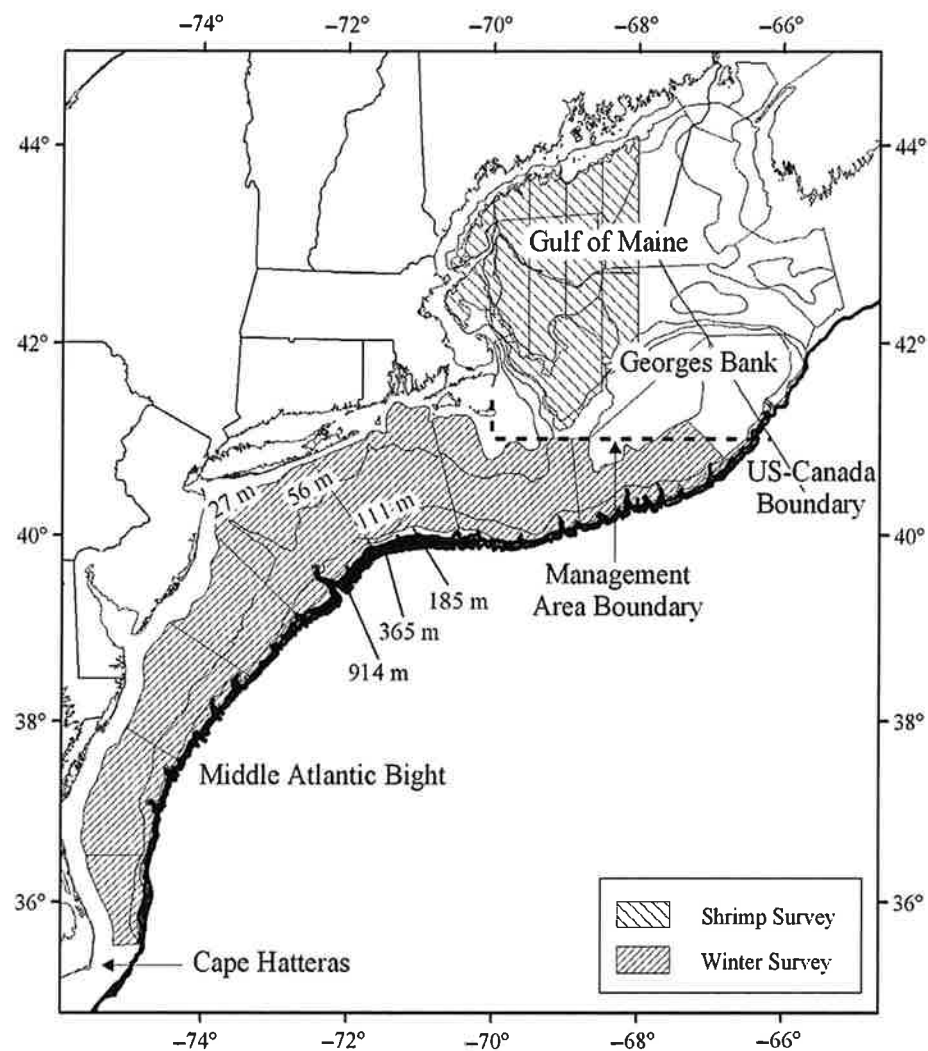 −74° −72° −70° −68° −66°
44° 44°
Gulf of Maine
42° 42°
Georges Bank
US-Canada
Boundary
27 m 56 m 111 m
40° 40°
Management
Area Boundary
185 m
365 m
914 m
38° 38°
Middle Atlantic Bight
36° 36°
Shrimp Survey
Winter Survey
Cape Hatteras
−74° −72° −70° −68° −66°